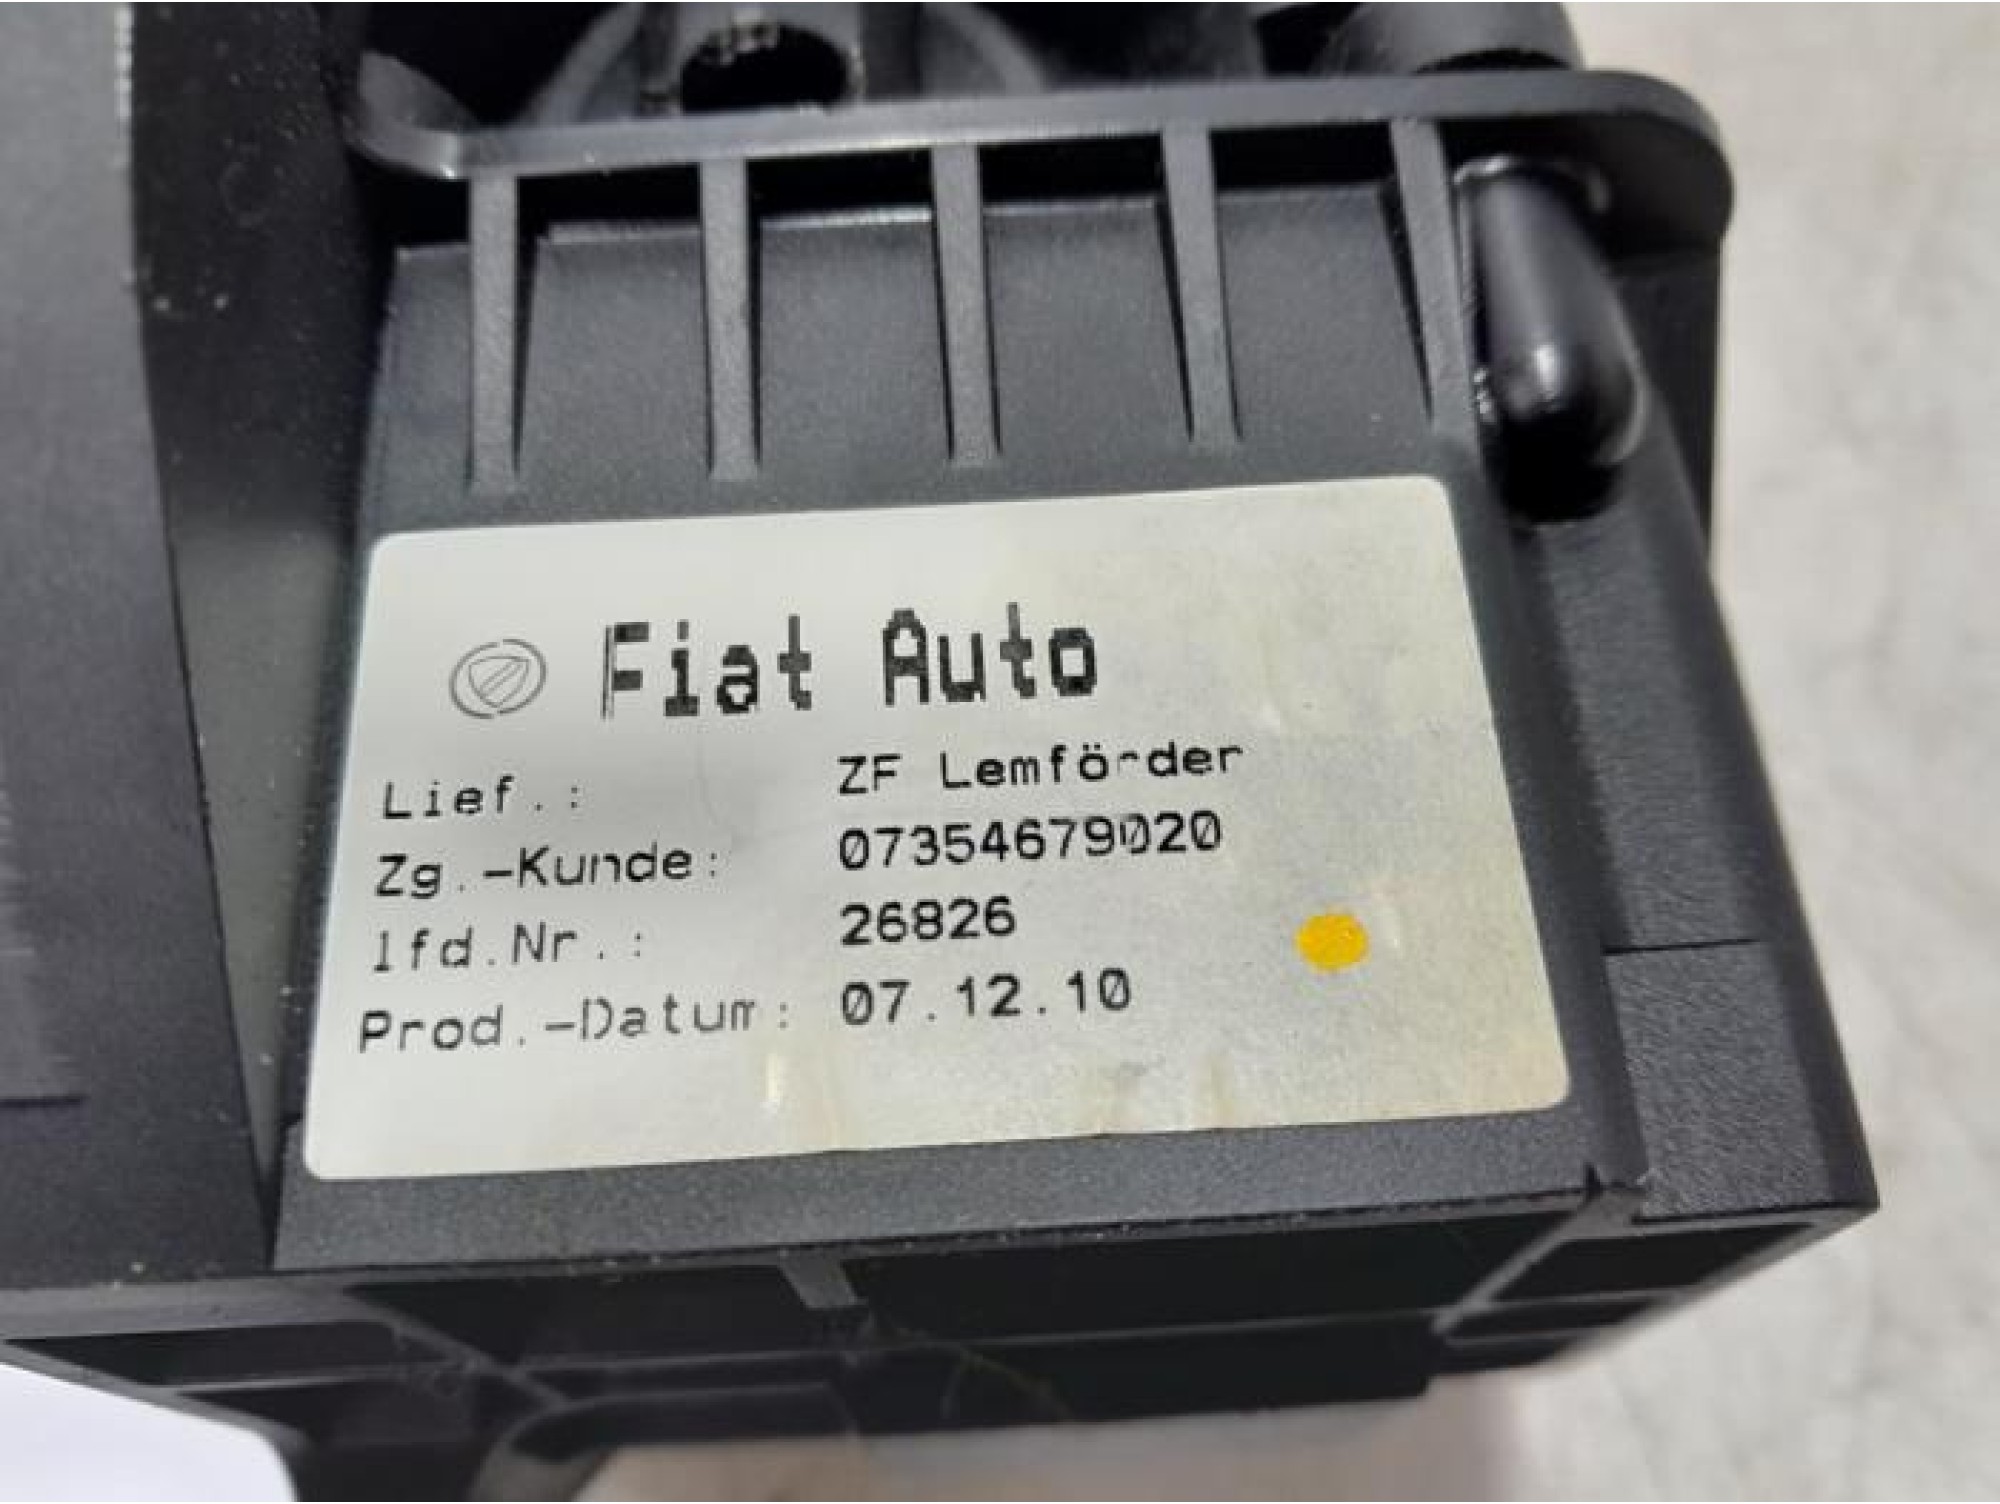 Fiat Auto
Lief.: ZF Lemförder
Zg.-Kunde: 07354679020
lfd.Nr.: 26826
Prod.-Datum: 07.12.10